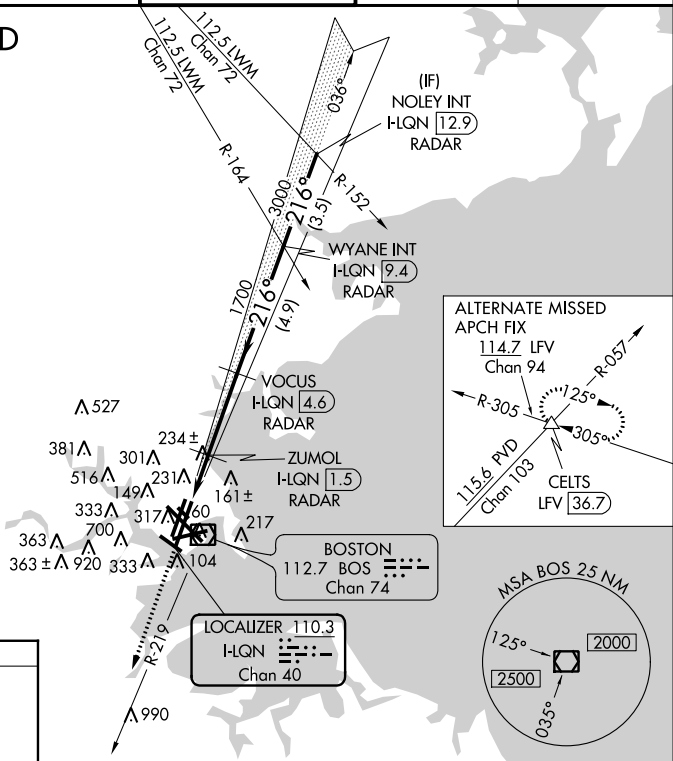 D
112.5 LWM
Chan 72
112.5 LWM
Chan 72
036°
(IF)
NOLEY INT
I-LQN 12.9
RADAR
R-164
3000
216°
(3.5)
R-152
WYANE INT
I-LQN 9.4
RADAR
1700
216°
(4.9)
VOCUS
I-LQN 4.6
RADAR
ALTERNATE MISSED
APCH FIX
114.7 LFV
Chan 94
R-057
R-305
125°
305°
115.6 PVD
Chan 103
CELTS
LFV 36.7
527
381
234 ±
301
ZUMOL
I-LQN 1.5
RADAR
516
231
149
161 ±
333
317
60
217
700
363
363 ±
920
333
104
BOSTON
112.7 BOS
Chan 74
LOCALIZER 110.3
I-LQN
Chan 40
R-219
990
MSA BOS 25 NM
125°
2000
2500
035°